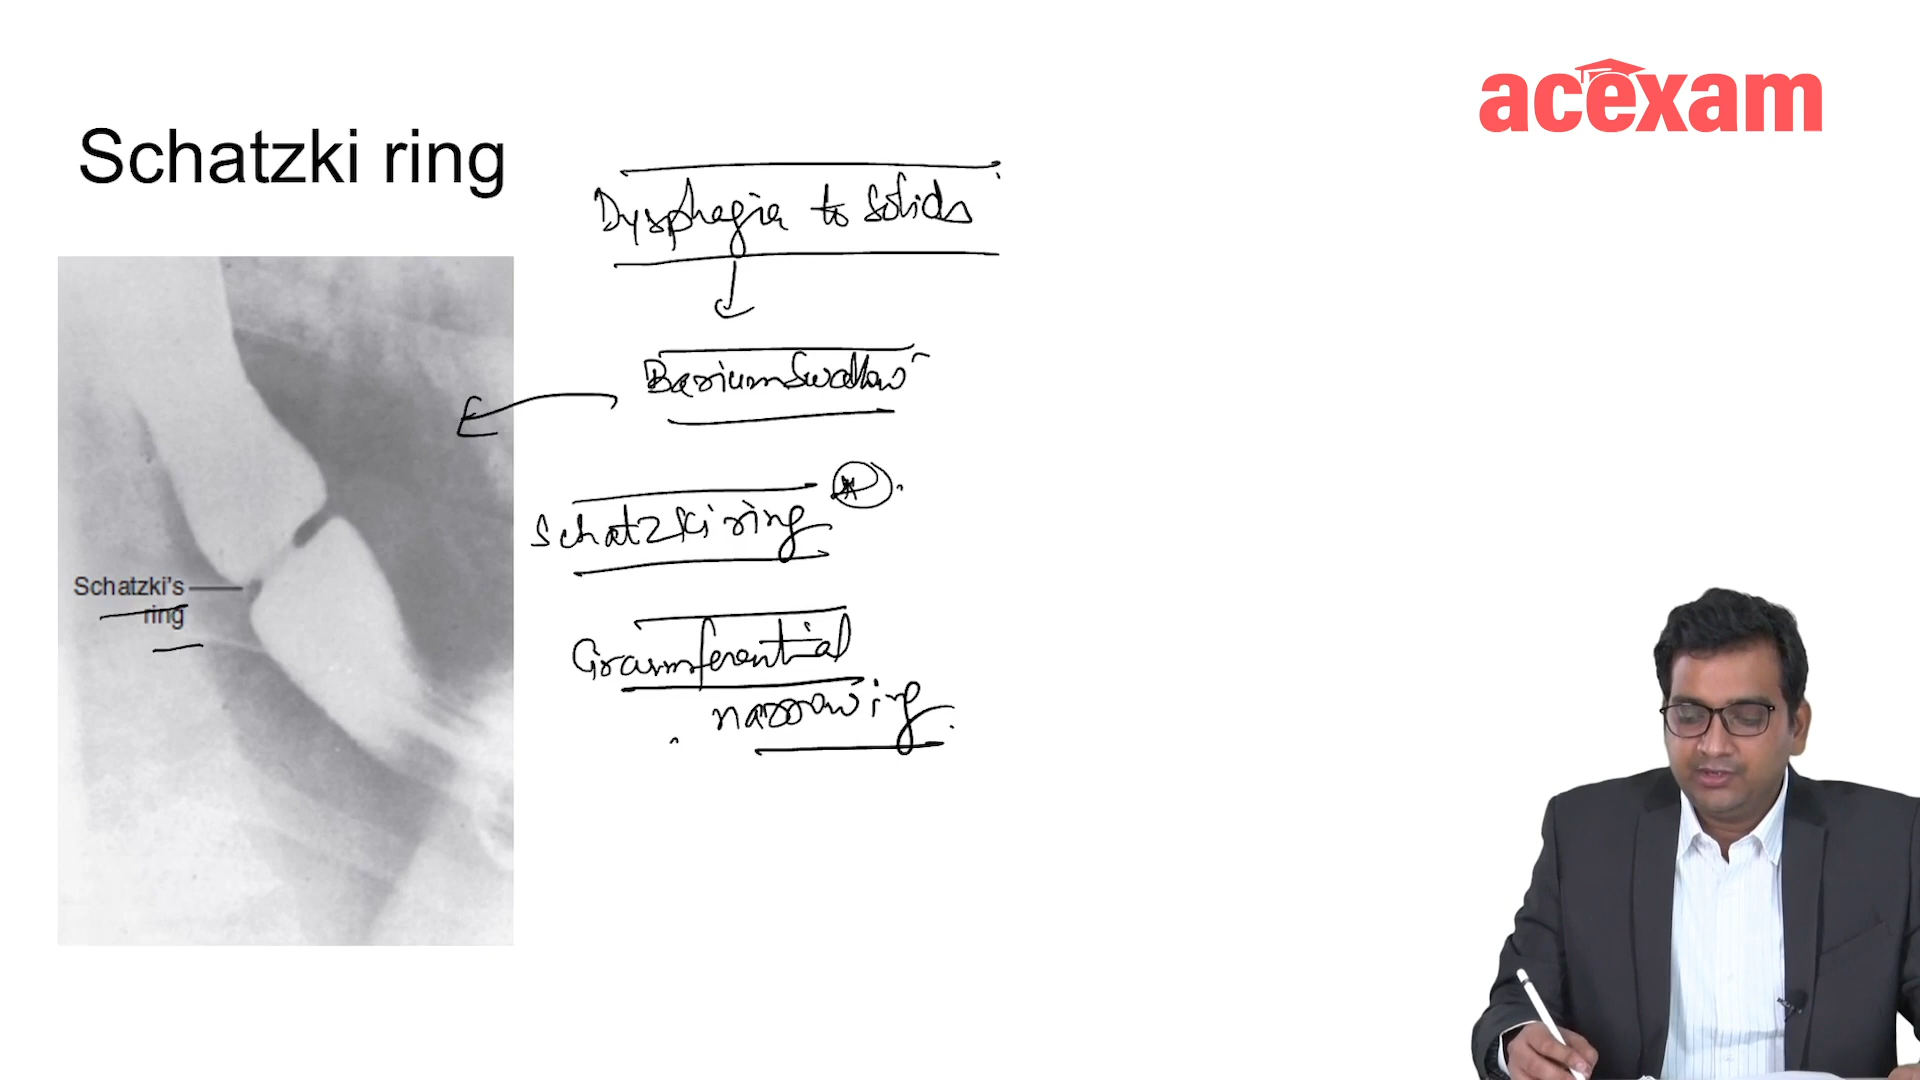 acexam
Schatzki ring
Dysphagia to solids
Barium Swallow
Schatzki ring
Circumferential
narrowing
Schatzki's
ring